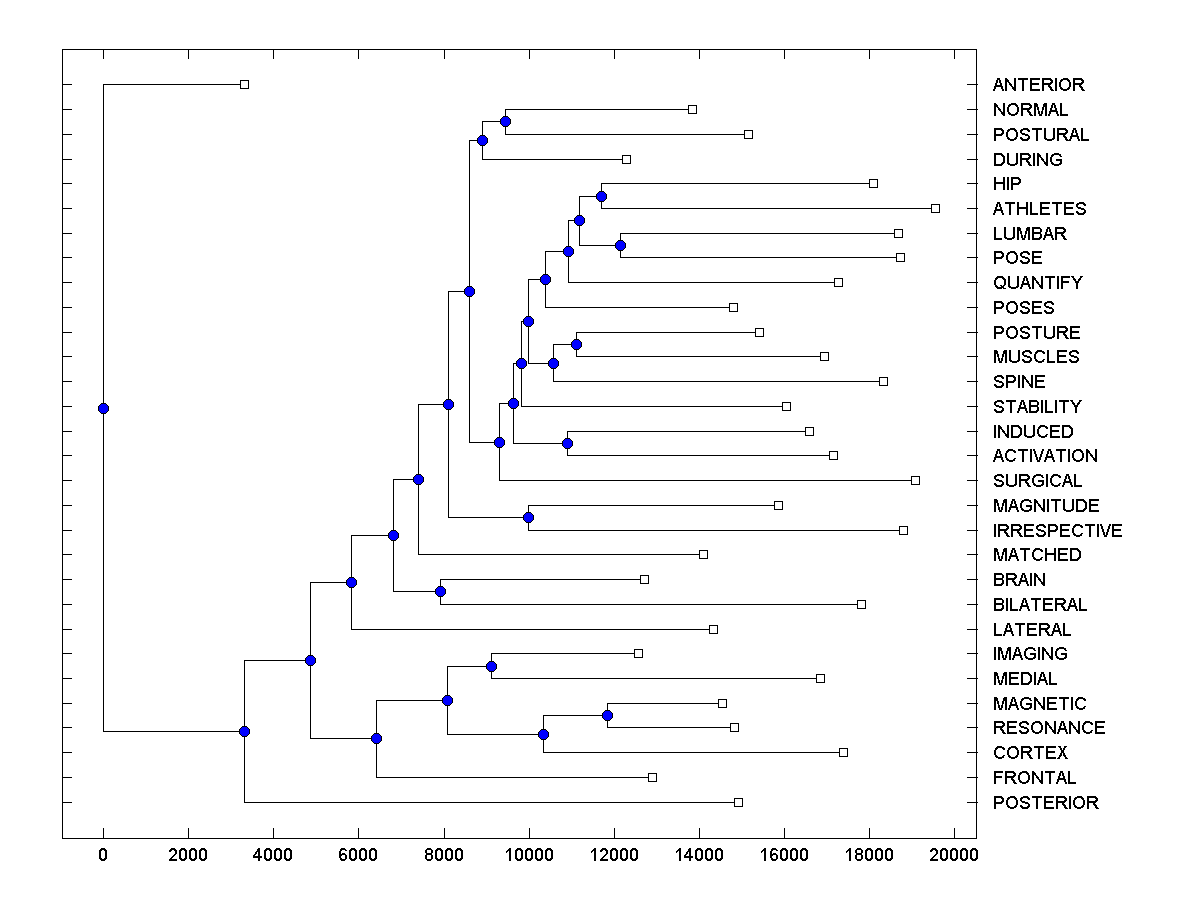 ANTERIOR
NORMAL
POSTURAL
DURING
HIP
ATHLETES
LUMBAR
POSE
QUANTIFY
POSES
POSTURE
MUSCLES
SPINE
STABILITY
INDUCED
ACTIVATION
SURGICAL
MAGNITUDE
IRRESPECTIVE
MATCHED
BRAIN
BILATERAL
LATERAL
IMAGING
MEDIAL
MAGNETIC
RESONANCE
CORTEX
FRONTAL
POSTERIOR
0 2000 4000 6000 8000 10000 12000 14000 16000 18000 20000